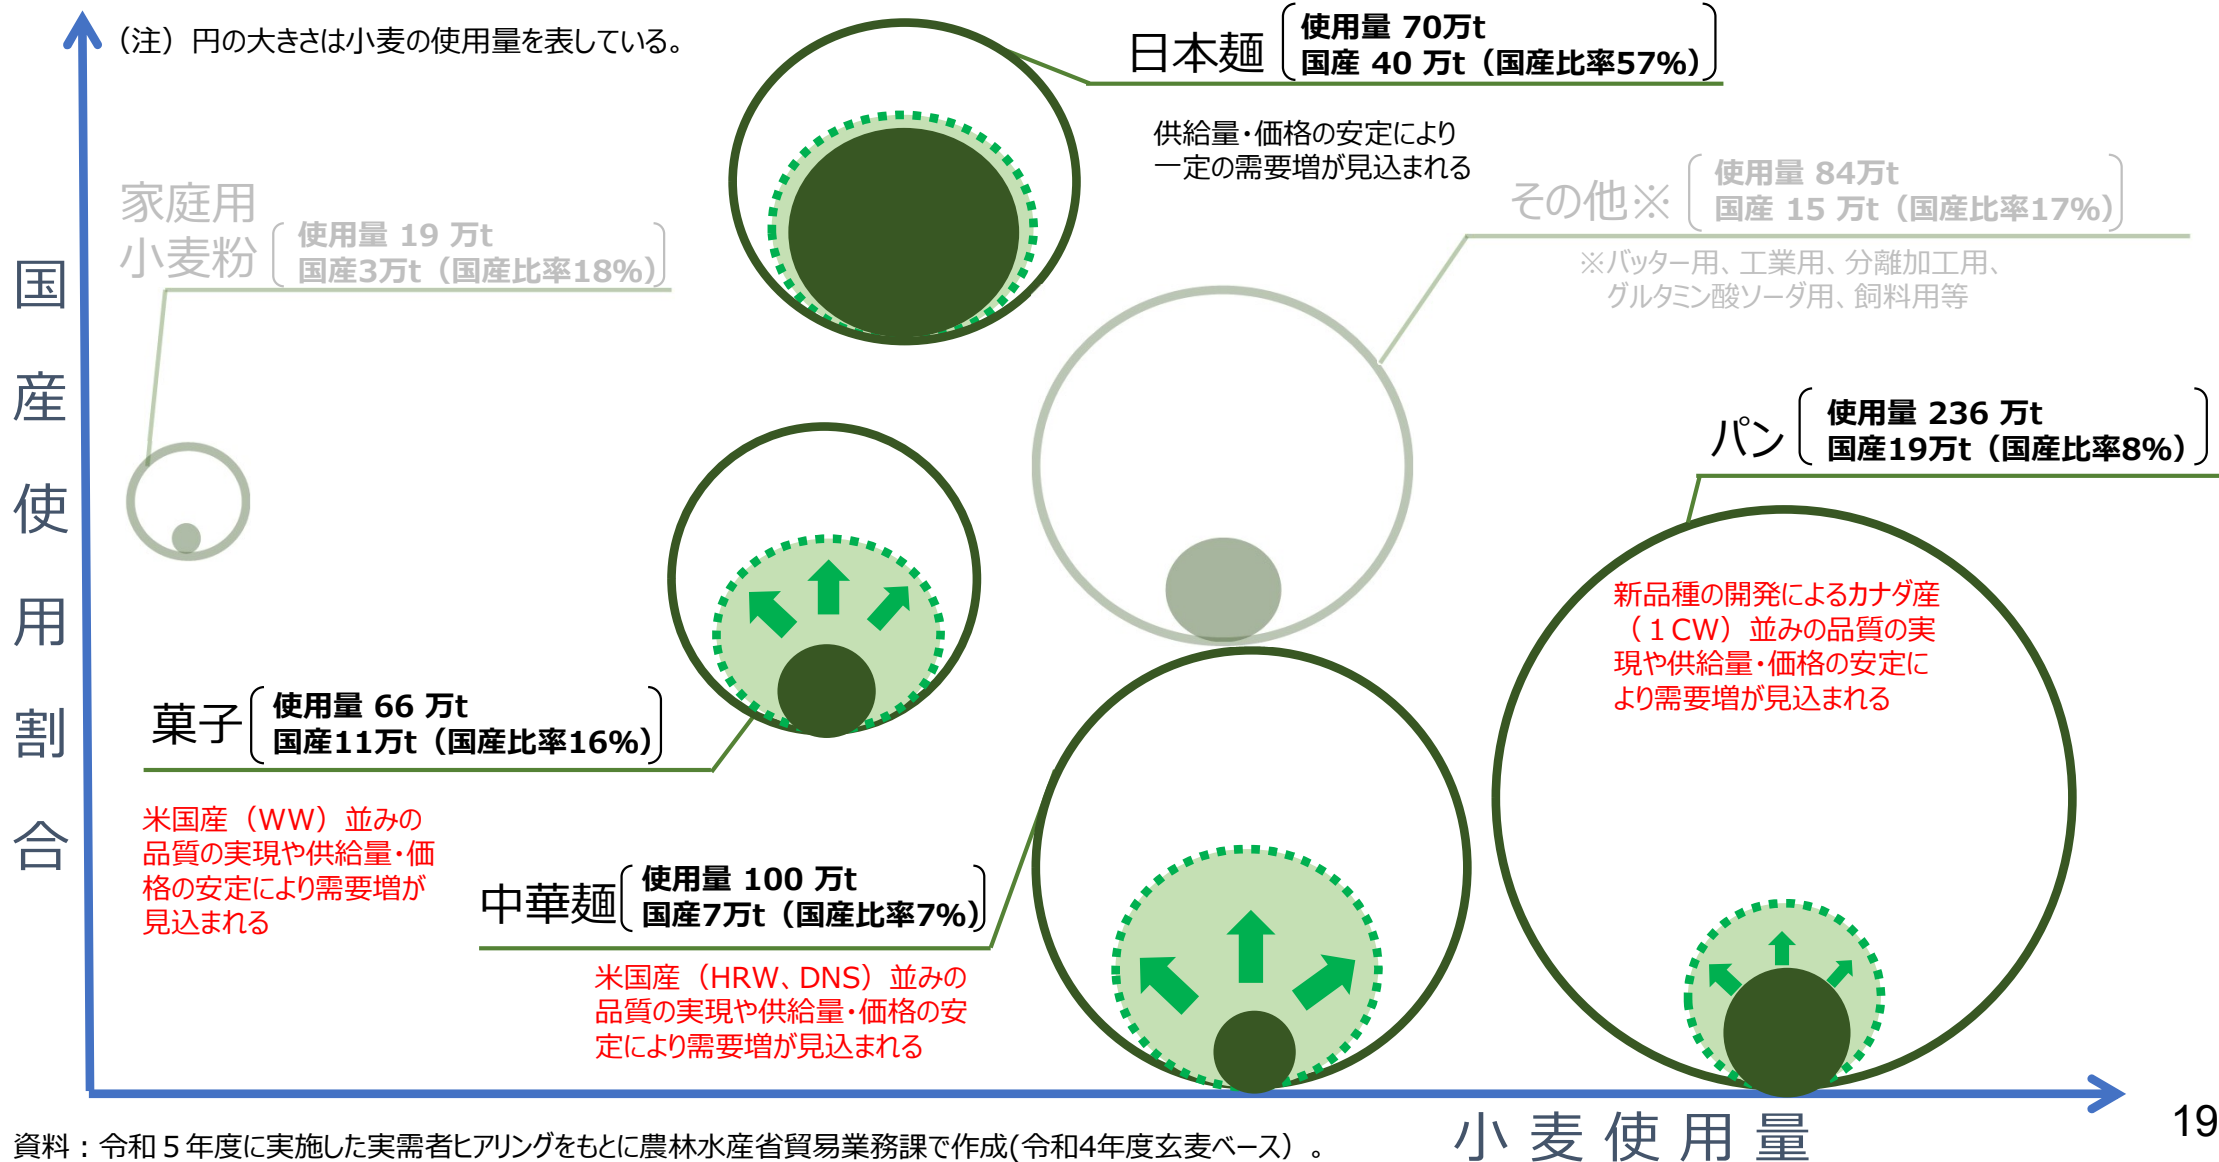 （注）円の大きさは小麦の使用量を表している。
日本麺
使用量 70万t
国産 40 万t（国産比率57%）
供給量・価格の安定により
一定の需要増が見込まれる
家庭用
小麦粉
使用量 19 万t
国産3万t（国産比率18%）
その他※
使用量 84万t
国産 15 万t（国産比率17%）
※バッター用、工業用、分離加工用、
グルタミン酸ソーダ用、飼料用等
国産使用割合
パン
使用量 236 万t
国産19万t（国産比率8%）
新品種の開発によるカナダ産
（１CW）並みの品質の実
現や供給量・価格の安定に
より需要増が見込まれる
菓子
使用量 66 万t
国産11万t（国産比率16%）
米国産（WW）並みの
品質の実現や供給量・価
格の安定により需要増が
見込まれる
中華麺
使用量 100 万t
国産7万t（国産比率7%）
米国産（HRW、DNS）並みの
品質の実現や供給量・価格の安
定により需要増が見込まれる
小麦使用量
19
資料：令和５年度に実施した実需者ヒアリングをもとに農林水産省貿易業務課で作成(令和4年度玄麦ベース）。